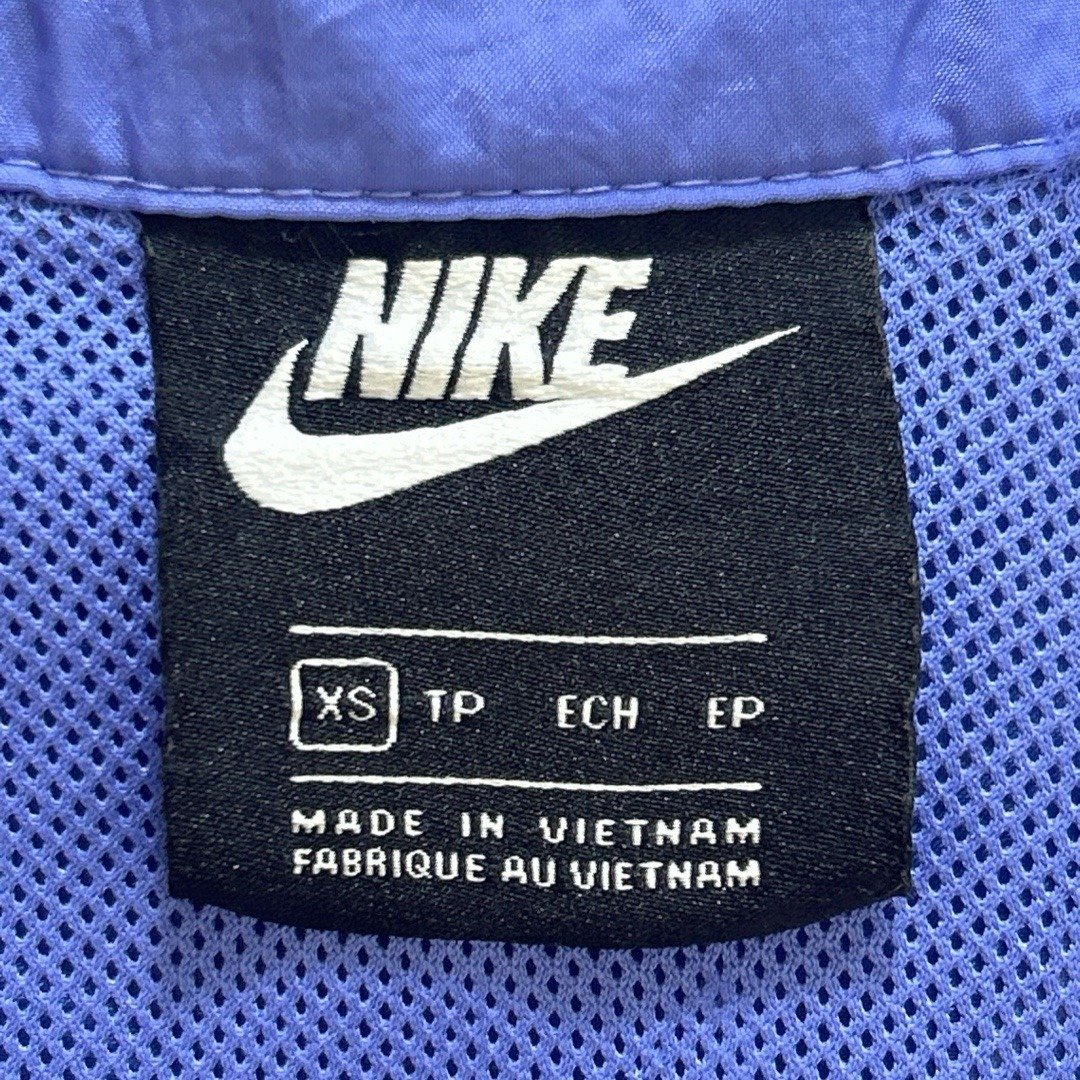 NIKE
XS TP ECH EP
MADE IN VIETNAM
FABRIQUE AU VIETNAM